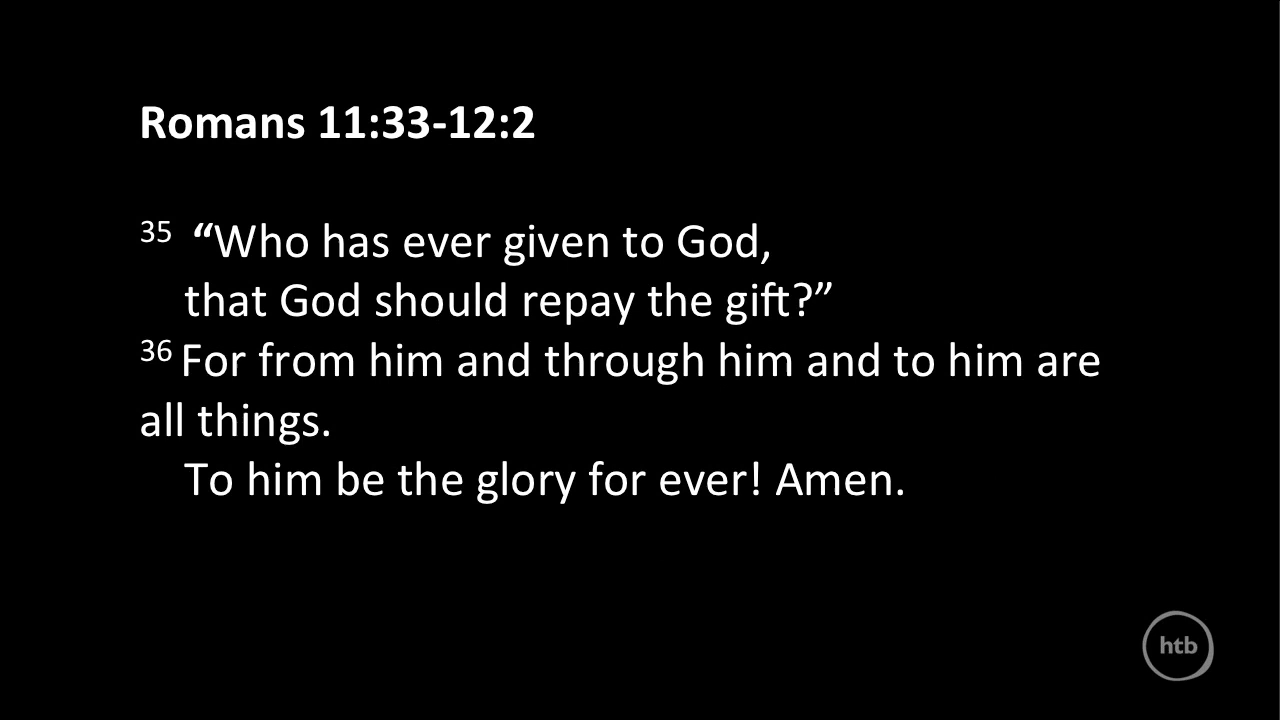 Romans 11:33-12:2
35 “Who has ever given to God,
that God should repay the gift?”
36 For from him and through him and to him are
all things.
To him be the glory for ever! Amen.
htb